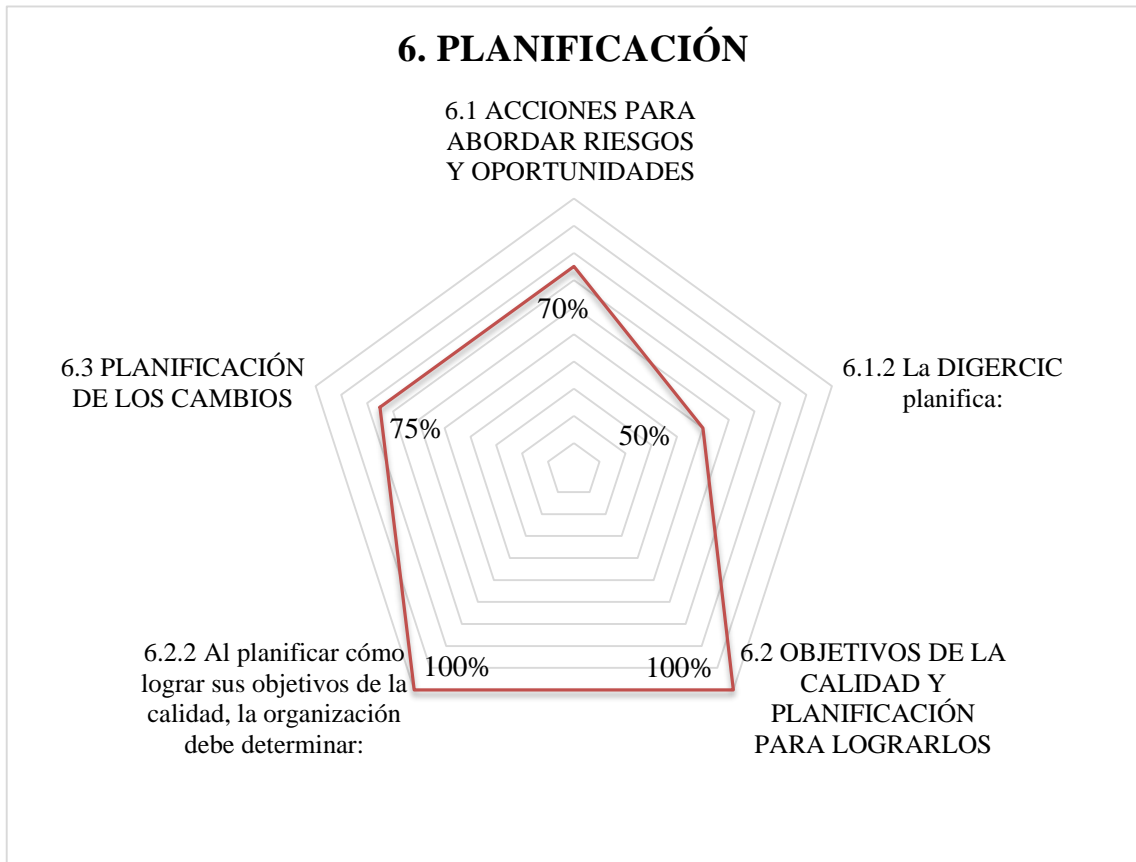 6. PLANIFICACIÓN
6.1 ACCIONES PARA
ABORDAR RIESGOS
Y OPORTUNIDADES
70%
6.1.2 La DIGERCIC
planifica:
50%
6.3 PLANIFICACIÓN
DE LOS CAMBIOS
75%
6.2.2 Al planificar cómo
lograr sus objetivos de la
calidad, la organización
debe determinar:
100%
100%
6.2 OBJETIVOS DE LA
CALIDAD Y
PLANIFICACIÓN
PARA LOGRARLOS